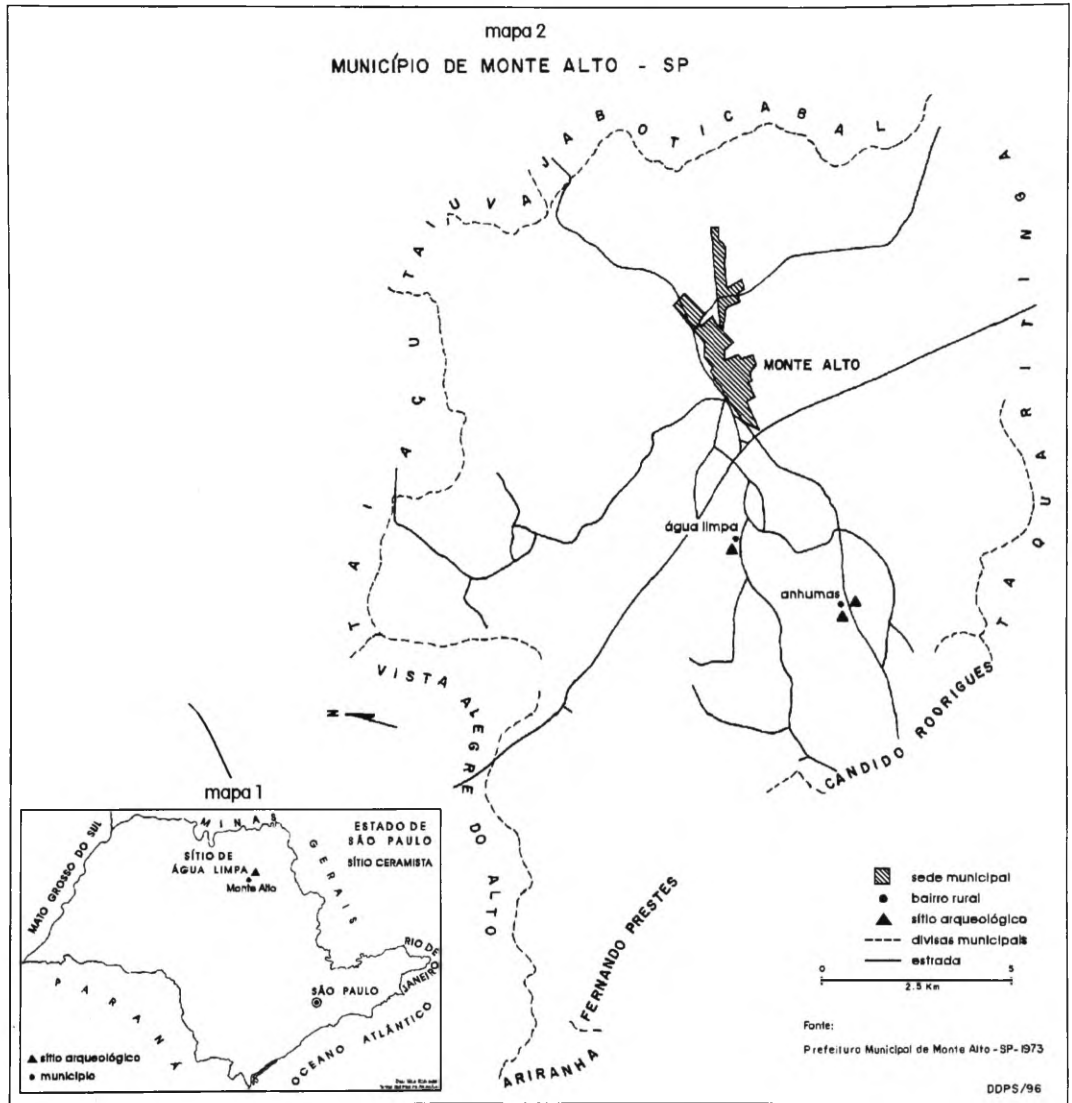 mapa 2
MUNICÍPIO DE MONTE ALTO - SP
JABOTICABAL
TAIUVA
TAIAÇU
TAQUARITINGA
MONTE ALTO
água limpa
anhumas
VISTA ALEGRE DO ALTO
N
CÂNDIDO RODRIGUES
FERNANDO PRESTES
ARIRANHA
mapa 1
MATO GROSSO DO SUL
MINAS GERAIS
ESTADO DE
SÃO PAULO
SÍTIO CERAMISTA
SÍTIO DE
ÁGUA LIMPA
Monte Alto
RIO DE
JANEIRO
SÃO PAULO
PARANÁ
OCEANO ATLÂNTICO
sítio arqueológico
município
sede municipal
bairro rural
sítio arqueológico
divisas municipais
estrada
0 5
2.5 Km
Fonte:
Prefeitura Municipal de Monte Alto - SP - 1973
DDPS/96